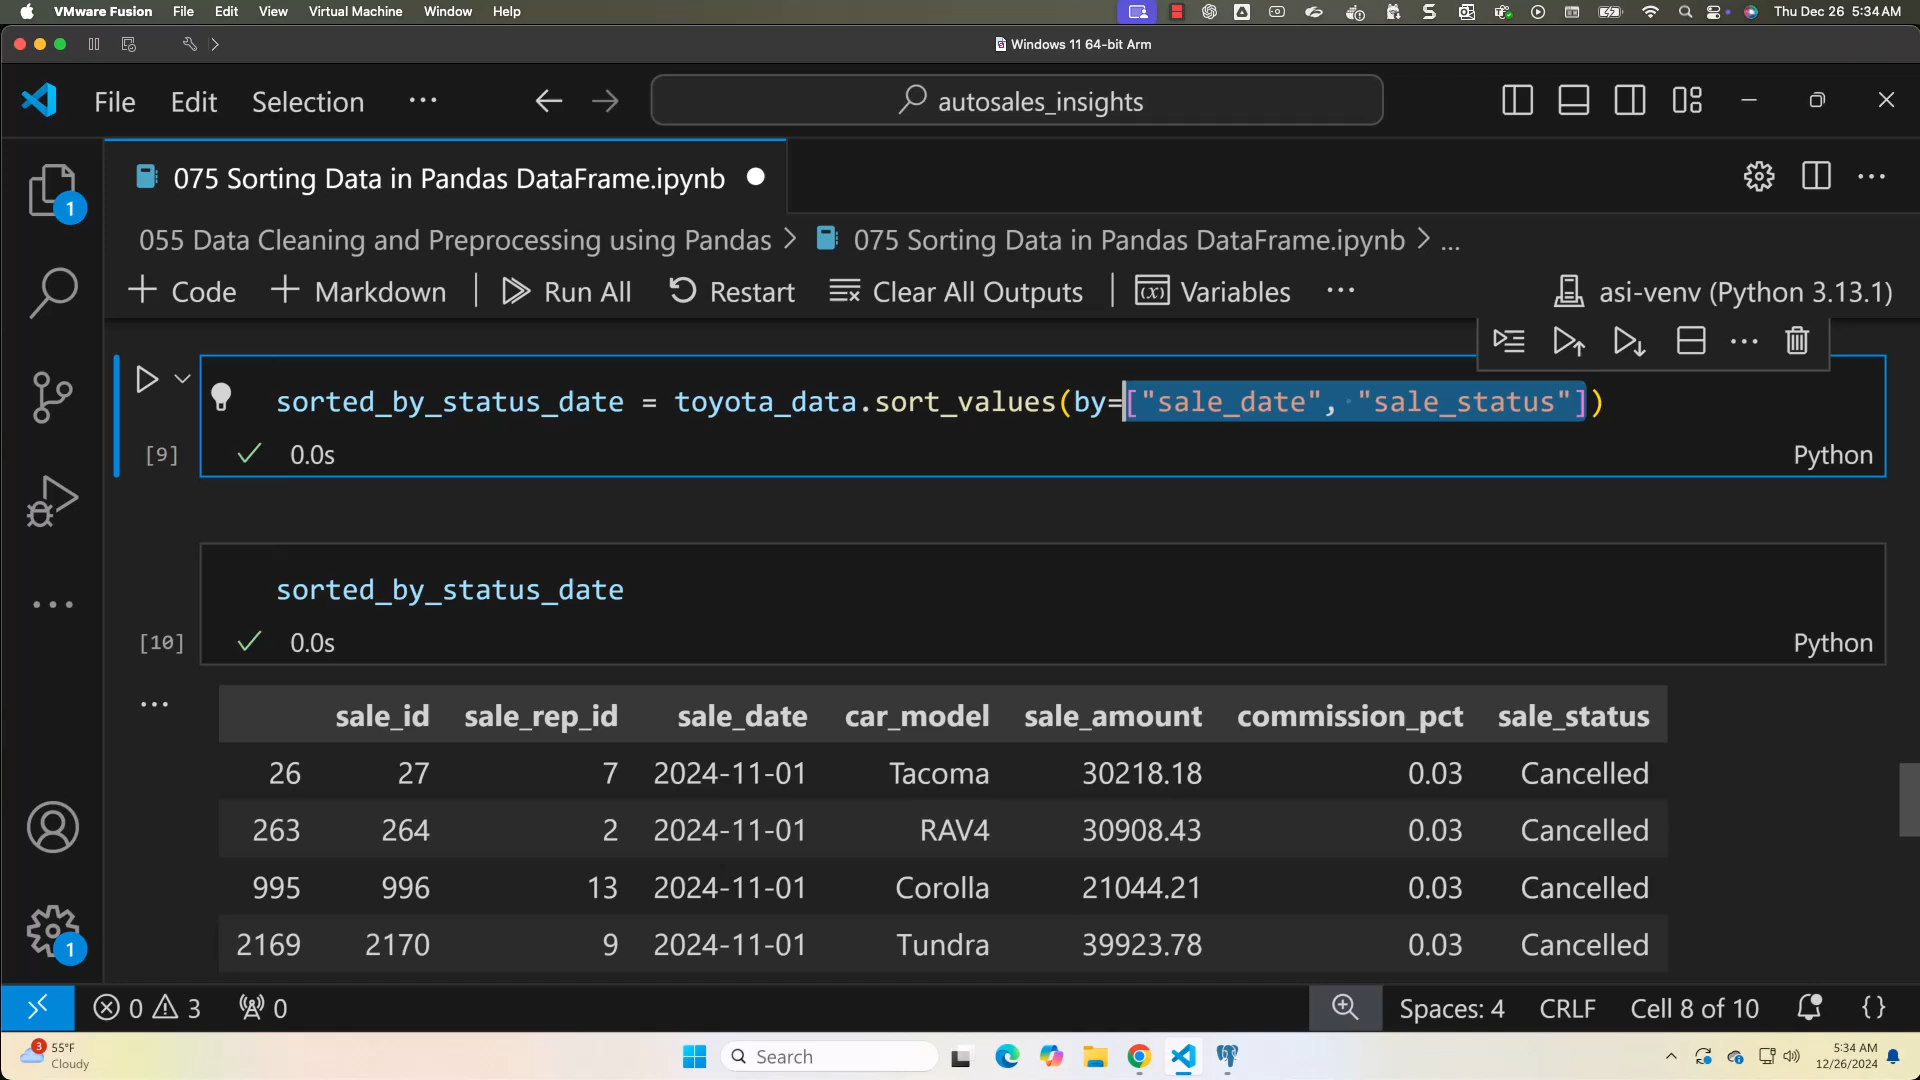 VMware Fusion File Edit View Virtual Machine Window Help Thu Dec 26 5:34 AM
Windows 11 64-bit Arm
File Edit Selection ··· autosales_insights
075 Sorting Data in Pandas DataFrame.ipynb
055 Data Cleaning and Preprocessing using Pandas > 075 Sorting Data in Pandas DataFrame.ipynb > ...
+ Code + Markdown Run All Restart Clear All Outputs Variables ··· asi-venv (Python 3.13.1)
sorted_by_status_date = toyota_data.sort_values(by=["sale_date", "sale_status"])
[9] 0.0s Python
sorted_by_status_date
[10] 0.0s Python
sale_id sale_rep_id sale_date car_model sale_amount commission_pct sale_status
26 27 7 2024-11-01 Tacoma 30218.18 0.03 Cancelled
263 264 2 2024-11-01 RAV4 30908.43 0.03 Cancelled
995 996 13 2024-11-01 Corolla 21044.21 0.03 Cancelled
2169 2170 9 2024-11-01 Tundra 39923.78 0.03 Cancelled
1
1
0 3 0 Spaces: 4 CRLF Cell 8 of 10 {}
3 55°F
Cloudy
Search
5:34 AM
12/26/2024